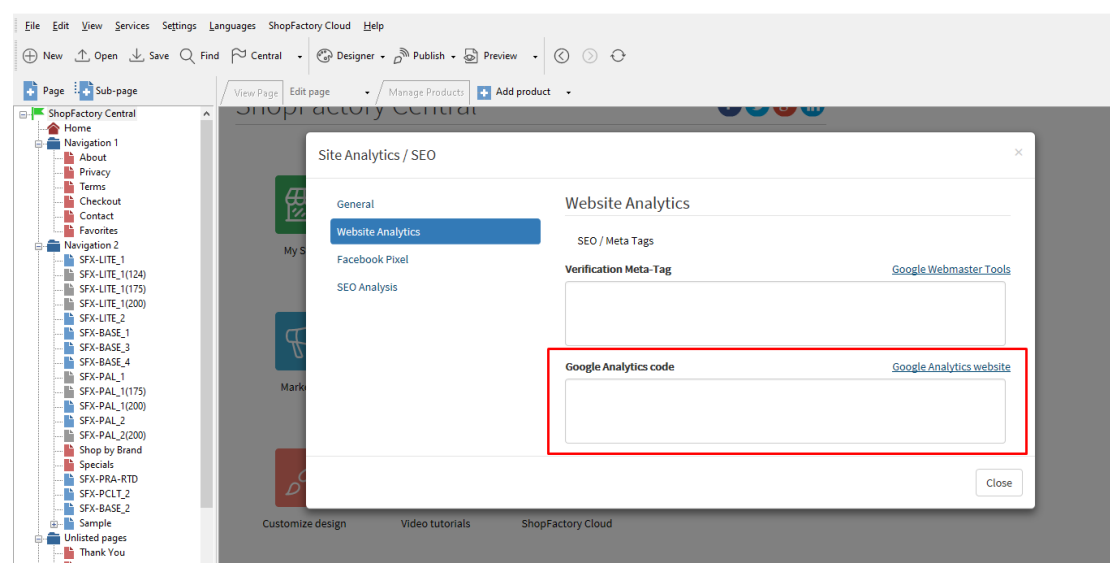 File Edit View Services Settings Languages ShopFactory Cloud Help
New Open Save Find Central Designer Publish Preview
Page Sub-page View Page Edit page Manage Products Add product
ShopFactory Central
ShopFactory Central
Home
Navigation 1
About
Privacy
Terms
Checkout
Contact
Favorites
Navigation 2
SFX-LITE_1
SFX-LITE_1(124)
SFX-LITE_1(175)
SFX-LITE_1(200)
SFX-LITE_2
SFX-BASE_1
SFX-BASE_3
SFX-BASE_4
SFX-PAL_1
SFX-PAL_1(175)
SFX-PAL_1(200)
SFX-PAL_2
SFX-PAL_2(200)
Shop by Brand
Specials
SFX-PRA-RTD
SFX-PCLT_2
SFX-BASE_2
Sample
Unlisted pages
Thank You
My S
Mark
Customize design Video tutorials ShopFactory Cloud
Site Analytics / SEO
General
Website Analytics
Facebook Pixel
SEO Analysis
Website Analytics
SEO / Meta Tags
Verification Meta-Tag Google Webmaster Tools
Google Analytics code Google Analytics website
Close